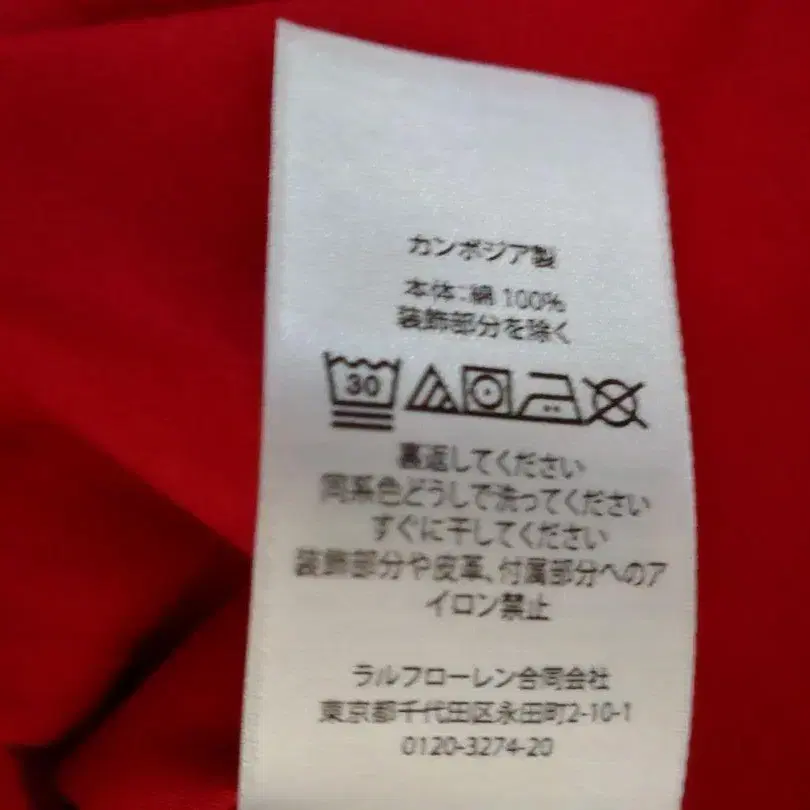 カンボジア製
本体:綿 100%
装飾部分を除く
30
裏返してください
同系色どうしで洗ってください
すぐに干してください
装飾部分や皮革、付属部分へのア
イロン禁止
ラルフローレン合同会社
東京都千代田区永田町2-10-1
0120-3274-20